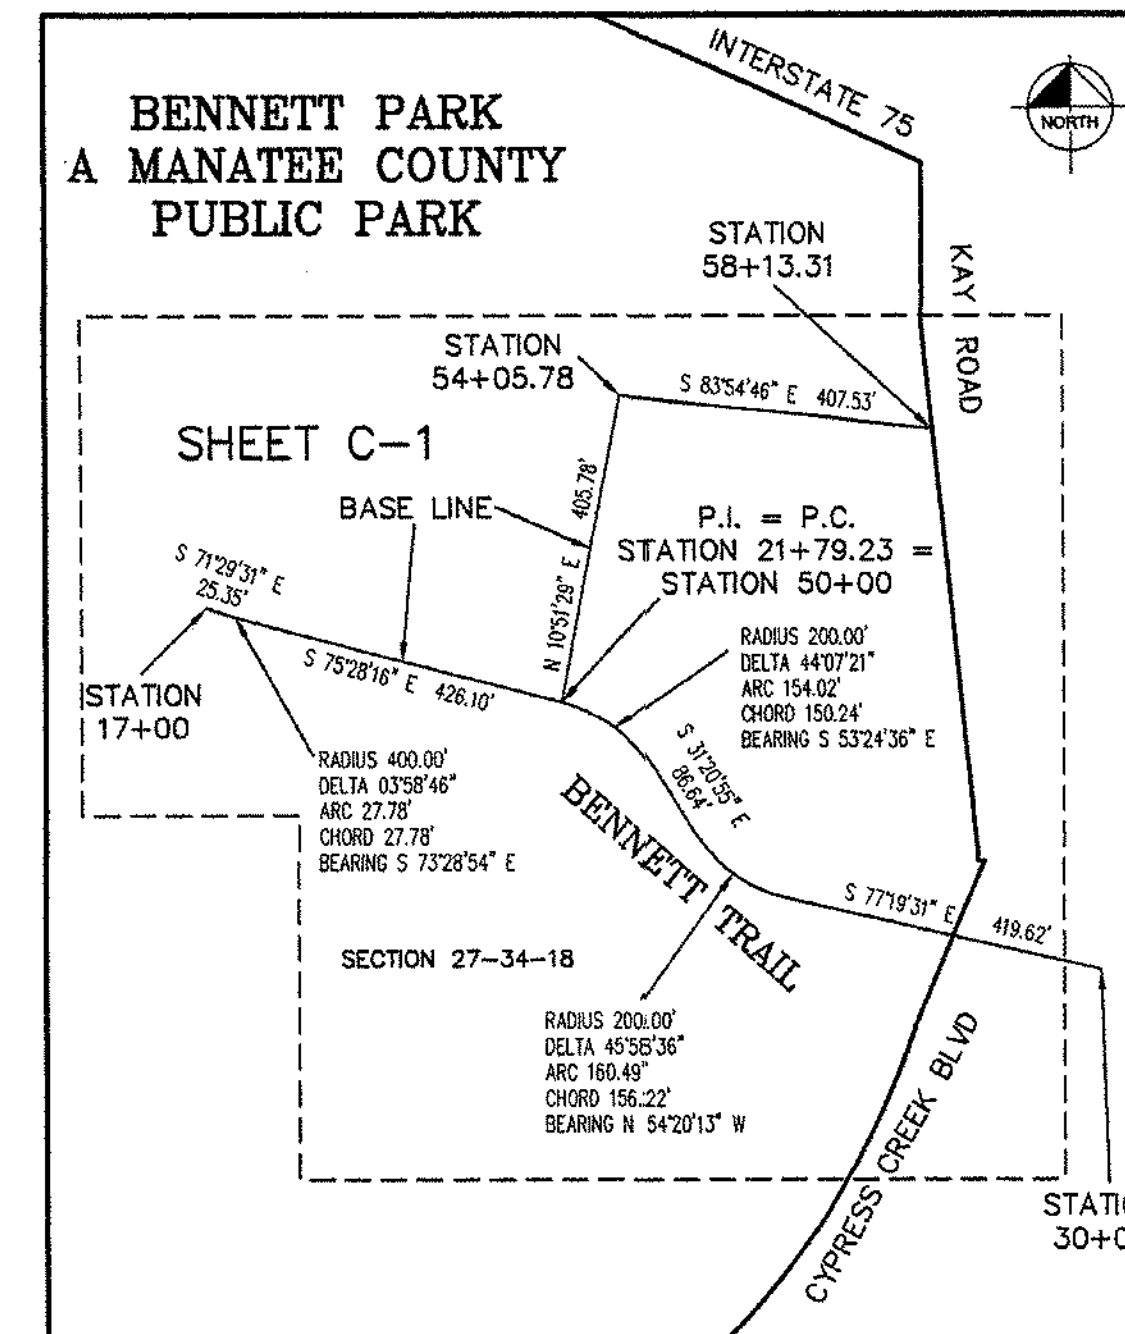 INTERSTATE 75
BENNETT PARK
A MANATEE COUNTY
PUBLIC PARK
NORTH
STATION
58+13.31
KAY ROAD
STATION
54+05.78
S 83°54'46" E 407.53'
SHEET C-1
BASE LINE
405.78'
N 10°51'29" E
P.I. = P.C.
STATION 21+79.23 =
STATION 50+00
S 71°29'31" E
25.35'
S 75°28'16" E 426.10'
STATION
17+00
RADIUS 200.00'
DELTA 44°07'21"
ARC 154.02'
CHORD 150.24'
BEARING S 53°24'36" E
RADIUS 400.00'
DELTA 03°58'46"
ARC 27.78'
CHORD 27.78'
BEARING S 73°28'54" E
S 31°20'55" E
86.64'
BENNETT TRAIL
S 77°19'31" E 419.62'
SECTION 27-34-18
RADIUS 200.00'
DELTA 45°58'36"
ARC 160.49"
CHORD 156.22'
BEARING N 54°20'13" W
CYPRESS CREEK BLVD
STATI
30+0